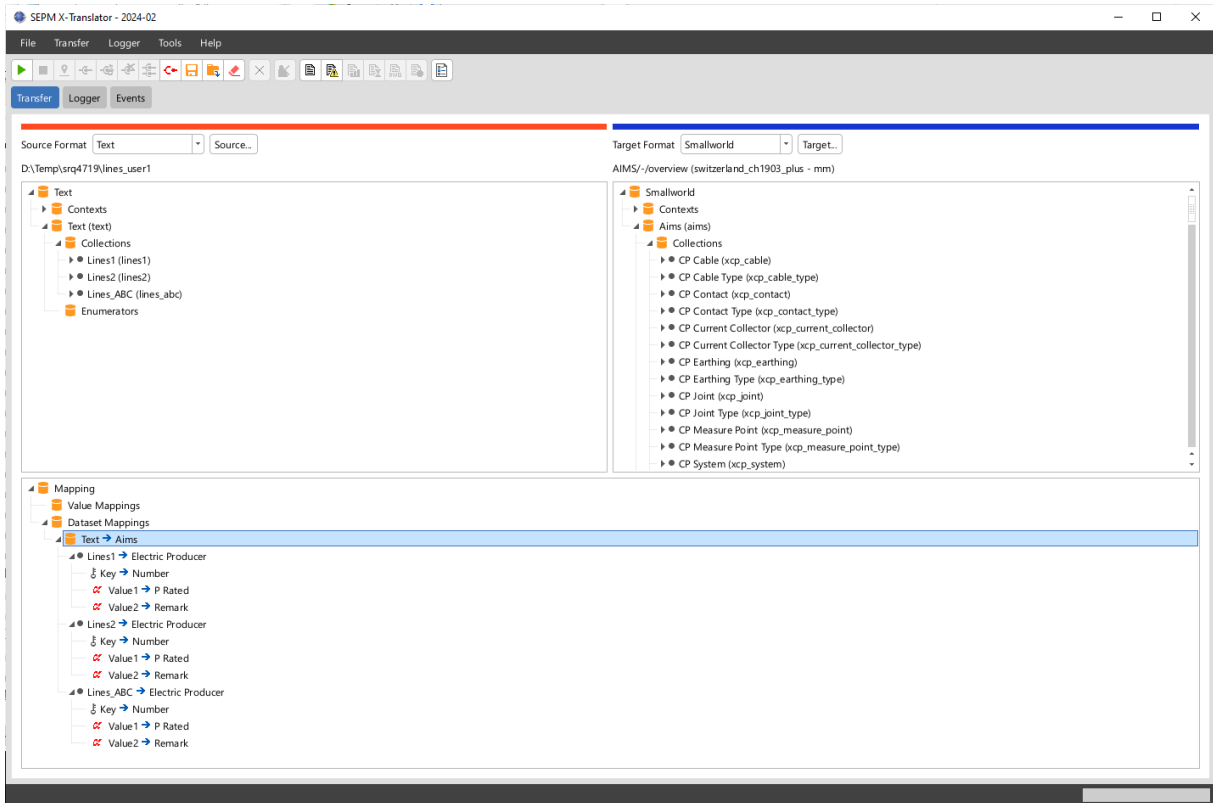 SEPM X-Translator - 2024-02
File Transfer Logger Tools Help
Transfer Logger Events
Source Format Text Source...
D:\Temp\srq4719\lines_user1
Text
Contexts
Text (text)
Collections
Lines1 (lines1)
Lines2 (lines2)
Lines_ABC (lines_abc)
Enumerators
Target Format Smallworld Target...
AIMS/-/overview (switzerland_ch1903_plus - mm)
Smallworld
Contexts
Aims (aims)
Collections
CP Cable (xcp_cable)
CP Cable Type (xcp_cable_type)
CP Contact (xcp_contact)
CP Contact Type (xcp_contact_type)
CP Current Collector (xcp_current_collector)
CP Current Collector Type (xcp_current_collector_type)
CP Earthing (xcp_earthing)
CP Earthing Type (xcp_earthing_type)
CP Joint (xcp_joint)
CP Joint Type (xcp_joint_type)
CP Measure Point (xcp_measure_point)
CP Measure Point Type (xcp_measure_point_type)
CP System (xcp_system)
Mapping
Value Mappings
Dataset Mappings
Text → Aims
Lines1 → Electric Producer
Key → Number
Value1 → P Rated
Value2 → Remark
Lines2 → Electric Producer
Key → Number
Value1 → P Rated
Value2 → Remark
Lines_ABC → Electric Producer
Key → Number
Value1 → P Rated
Value2 → Remark